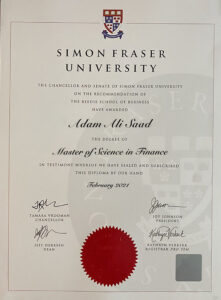 SIMON FRASER
UNIVERSITY
THE CHANCELLOR AND SENATE OF SIMON FRASER UNIVERSITY
ON THE RECOMMENDATION OF
THE BEEDIE SCHOOL OF BUSINESS
HAVE AWARDED
Adam Ali Saad
THE DEGREE OF
Master of Science in Finance
IN TESTIMONY WHEREOF WE HAVE SEALED AND SUBSCRIBED
THIS DIPLOMA BY OUR HAND
February 2021
TAMARA VROOMAN
CHANCELLOR
JOY JOHNSON
PRESIDENT
DEAN
REGISTRAR PRO TEM